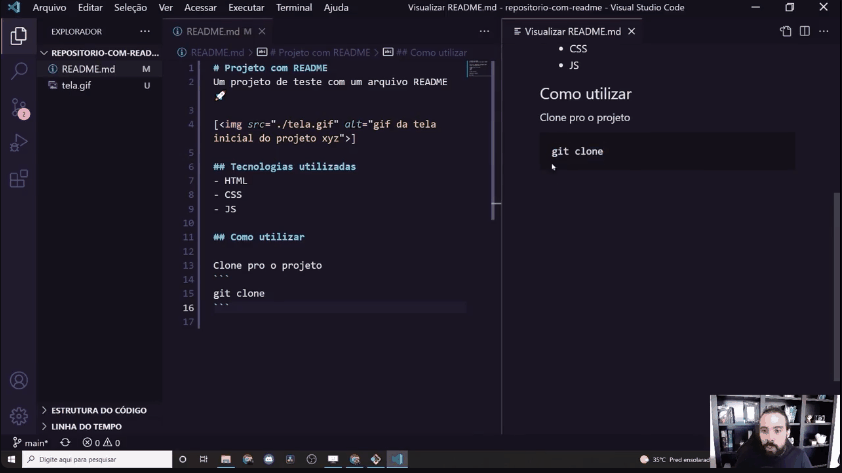 Arquivo Editar Seleção Ver Acessar Executar Terminal Ajuda Visualizar README.md - repositorio-com-readme - Visual Studio Code
EXPLORADOR
REPOSITORIO-COM-READ...
README.md M
tela.gif U
2
ESTRUTURA DO CÓDIGO
LINHA DO TEMPO
README.md M
README.md > # Projeto com README > ## Como utilizar
1 # Projeto com README
2 Um projeto de teste com um arquivo README
🚀
3
4 [<img src="./tela.gif" alt="gif da tela
inicial do projeto xyz">]
5
6 ## Tecnologias utilizadas
7 - HTML
8 - CSS
9 - JS
10
11 ## Como utilizar
12
13 Clone pro o projeto
14 ```
15 git clone
16 ```
17
Visualizar README.md
• CSS
• JS
Como utilizar
Clone pro o projeto
git clone
main* 0 0
Digite aqui para pesquisar
35°C Pred ensolarado